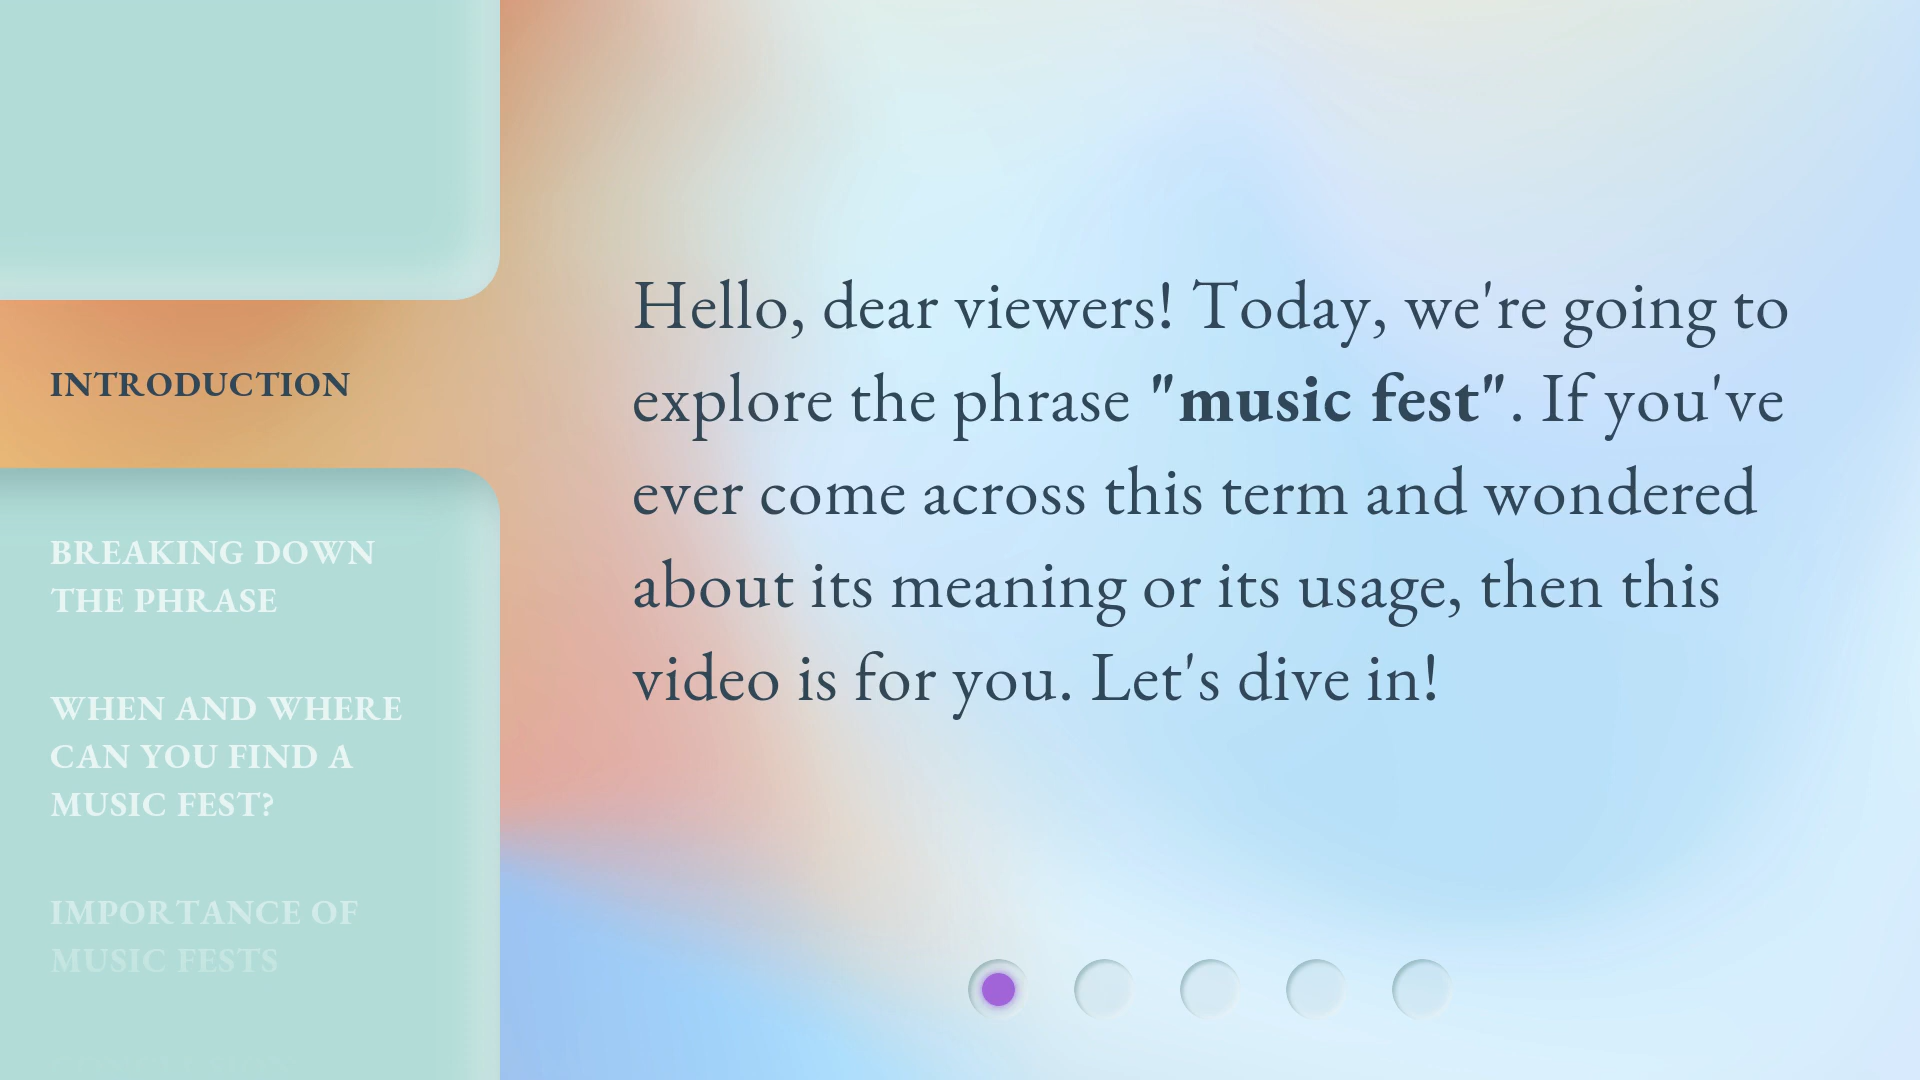 INTRODUCTION
BREAKING DOWN
THE PHRASE
WHEN AND WHERE
CAN YOU FIND A
MUSIC FEST?
IMPORTANCE OF
MUSIC FESTS
Hello, dear viewers! Today, we're going to
explore the phrase "music fest". If you've
ever come across this term and wondered
about its meaning or its usage, then this
video is for you. Let's dive in!